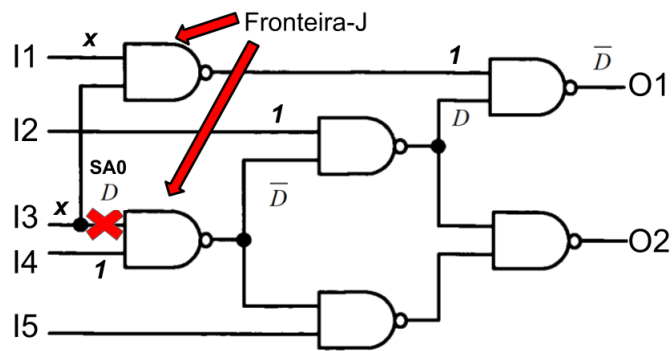 Fronteira-J
I1 x 1 D̅ O1
I2 1 D
SA0 D̅
I3 x D O2
I4 1
I5